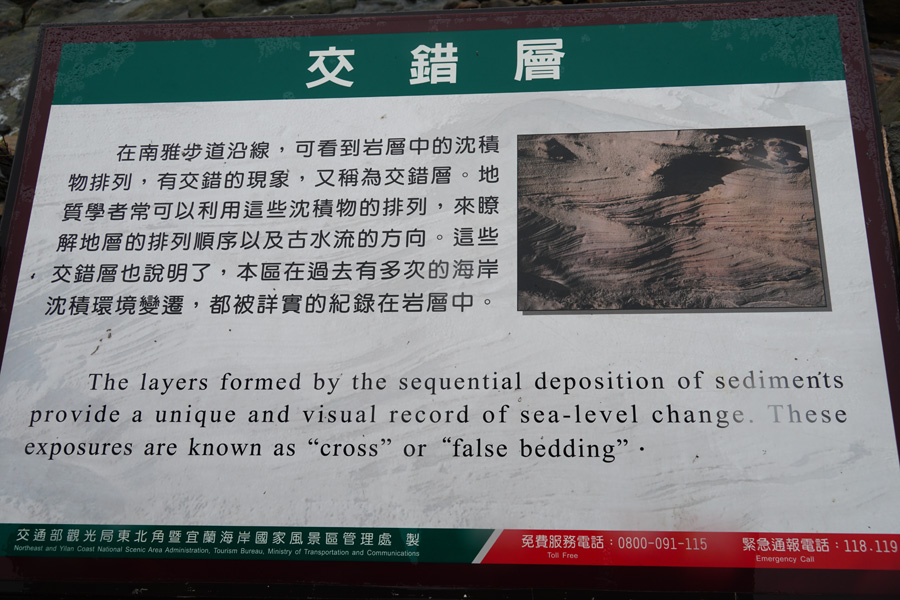 交錯層
在南雅步道沿線，可看到岩層中的沈積
物排列，有交錯的現象，又稱為交錯層。地
質學者常可以利用這些沈積物的排列，來瞭
解地層的排列順序以及古水流的方向。這些
交錯層也說明了，本區在過去有多次的海岸
沈積環境變遷，都被詳實的紀錄在岩層中。
The layers formed by the sequential deposition of sediments
provide a unique and visual record of sea-level change. These
exposures are known as “cross” or “false bedding”．
交通部觀光局東北角暨宜蘭海岸國家風景區管理處 製
Northeast and Yilan Coast National Scenic Area Administration, Tourism Bureau, Ministry of Transportation and Communications
免費服務電話：0800-091-115
Toll Free
緊急通報電話：118.119
Emergency Call